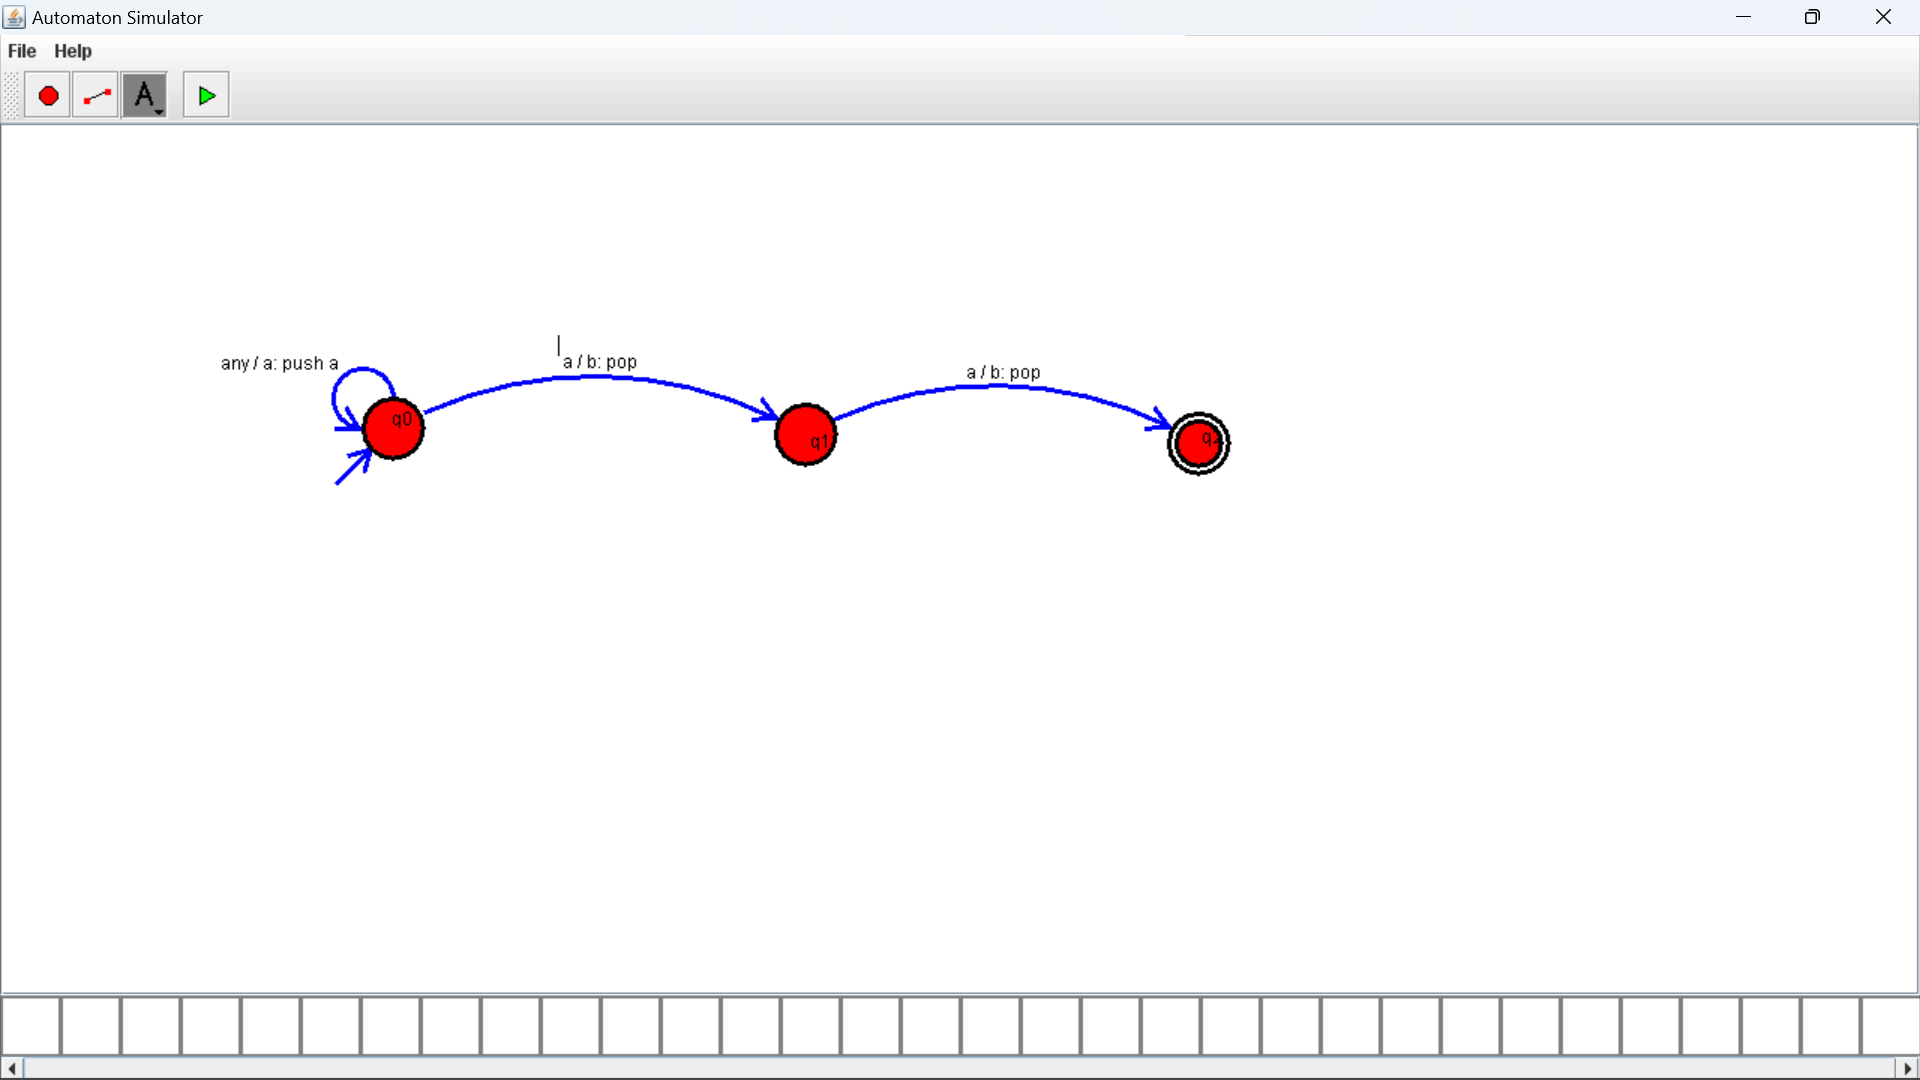 Automaton Simulator
File Help
A
any / a: push a
a / b: pop
a / b: pop
q0
q1
q2